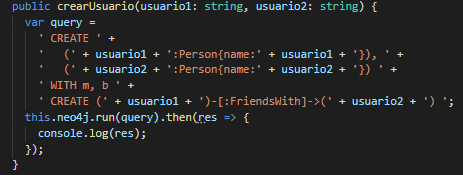 public crearUsuario(usuario1: string, usuario2: string) {
  var query =
    ' CREATE ' +
    '   (' + usuario1 + ':Person{name:' + usuario1 + '}), ' +
    '   (' + usuario2 + ':Person{name:' + usuario2 + '}) ' +
    ' WITH m, b ' +
    ' CREATE (' + usuario1 + ')-[:FriendsWith]->(' + usuario2 + ') ';
  this.neo4j.run(query).then(res => {
    console.log(res);
  });
}